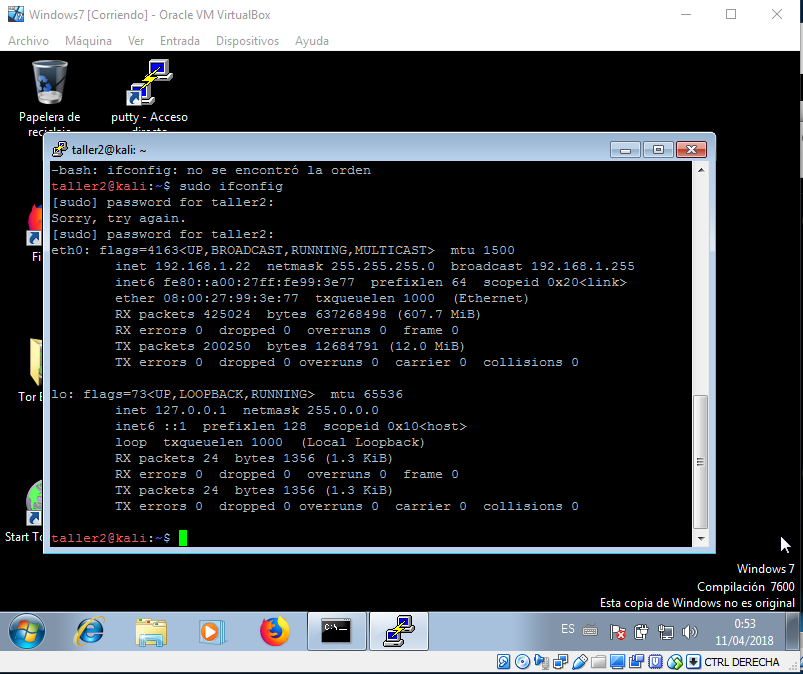 Windows7 [Corriendo] - Oracle VM VirtualBox
Archivo Máquina Ver Entrada Dispositivos Ayuda
Papelera de
putty - Acceso
taller2@kali: ~
-bash: ifconfig: no se encontró la orden
taller2@kali:~$ sudo ifconfig
[sudo] password for taller2:
Sorry, try again.
[sudo] password for taller2:
eth0: flags=4163<UP,BROADCAST,RUNNING,MULTICAST>  mtu 1500
inet 192.168.1.22  netmask 255.255.255.0  broadcast 192.168.1.255
inet6 fe80::a00:27ff:fe99:3e77  prefixlen 64  scopeid 0x20<link>
ether 08:00:27:99:3e:77  txqueuelen 1000  (Ethernet)
RX packets 425024  bytes 637268498 (607.7 MiB)
RX errors 0  dropped 0  overruns 0  frame 0
TX packets 200250  bytes 12684791 (12.0 MiB)
TX errors 0  dropped 0 overruns 0  carrier 0  collisions 0
lo: flags=73<UP,LOOPBACK,RUNNING>  mtu 65536
inet 127.0.0.1  netmask 255.0.0.0
inet6 ::1  prefixlen 128  scopeid 0x10<host>
loop  txqueuelen 1000  (Local Loopback)
RX packets 24  bytes 1356 (1.3 KiB)
RX errors 0  dropped 0  overruns 0  frame 0
TX packets 24  bytes 1356 (1.3 KiB)
TX errors 0  dropped 0 overruns 0  carrier 0  collisions 0
taller2@kali:~$
Fi
Tor B
Start To
Windows 7
Compilación 7600
Esta copia de Windows no es original
C:\_
ES
0:53
11/04/2018
CTRL DERECHA